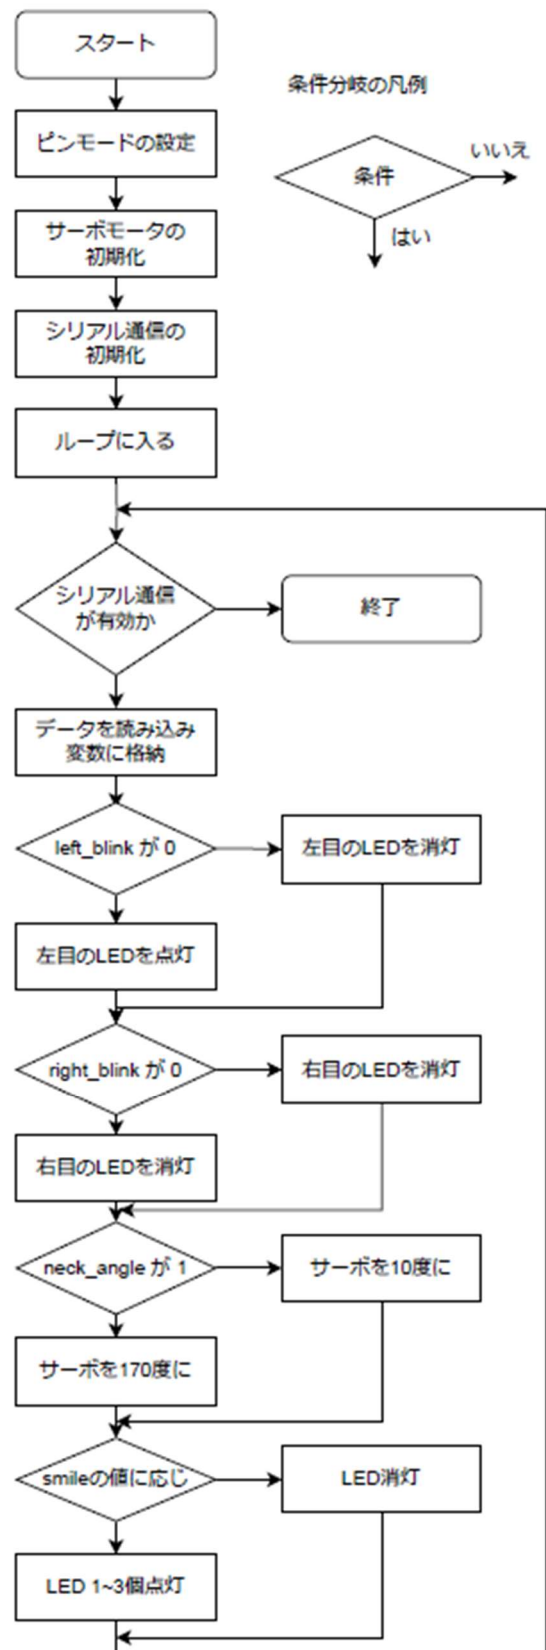 スタート
条件分岐の凡例
条件
いいえ
はい
ピンモードの設定
サーボモータの
初期化
シリアル通信の
初期化
ループに入る
シリアル通信
が有効か
終了
データを読み込み
変数に格納
left_blink が 0
左目のLEDを消灯
左目のLEDを点灯
right_blink が 0
右目のLEDを消灯
右目のLEDを消灯
neck_angle が 1
サーボを10度に
サーボを170度に
smileの値に応じ
LED消灯
LED 1~3個点灯